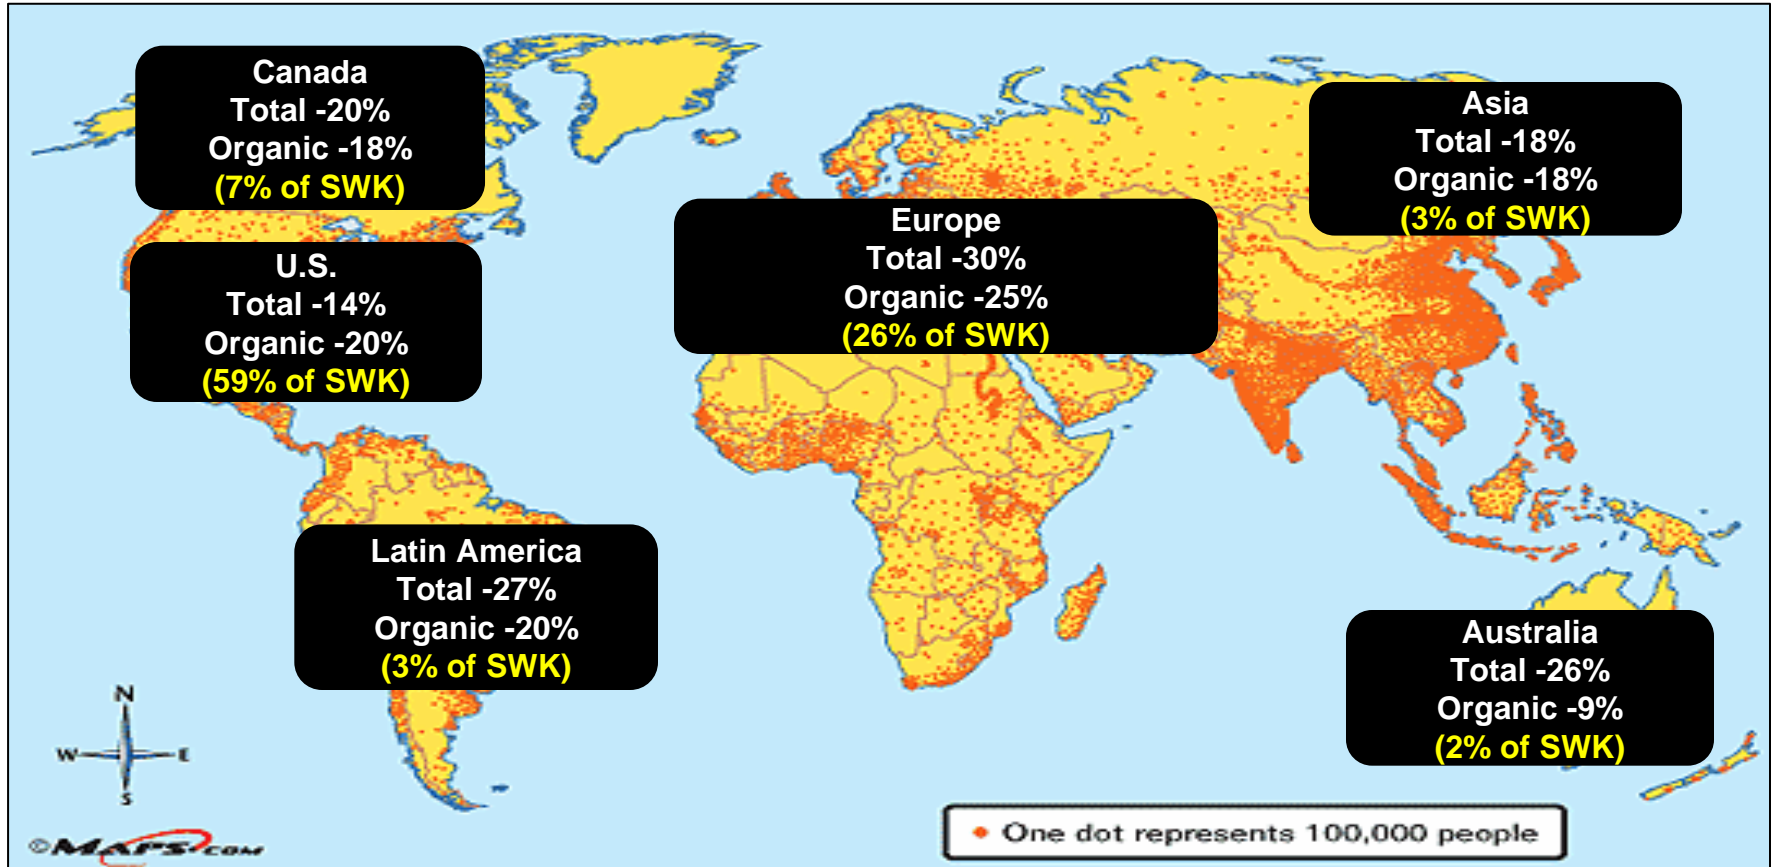 Canada
Total -20%
Organic -18%
(7% of SWK)
U.S.
Total -14%
Organic -20%
(59% of SWK)
Europe
Total -30%
Organic -25%
(26% of SWK)
Asia
Total -18%
Organic -18%
(3% of SWK)
Latin America
Total -27%
Organic -20%
(3% of SWK)
Australia
Total -26%
Organic -9%
(2% of SWK)
N
W E
S
©MAPS.COM
One dot represents 100,000 people